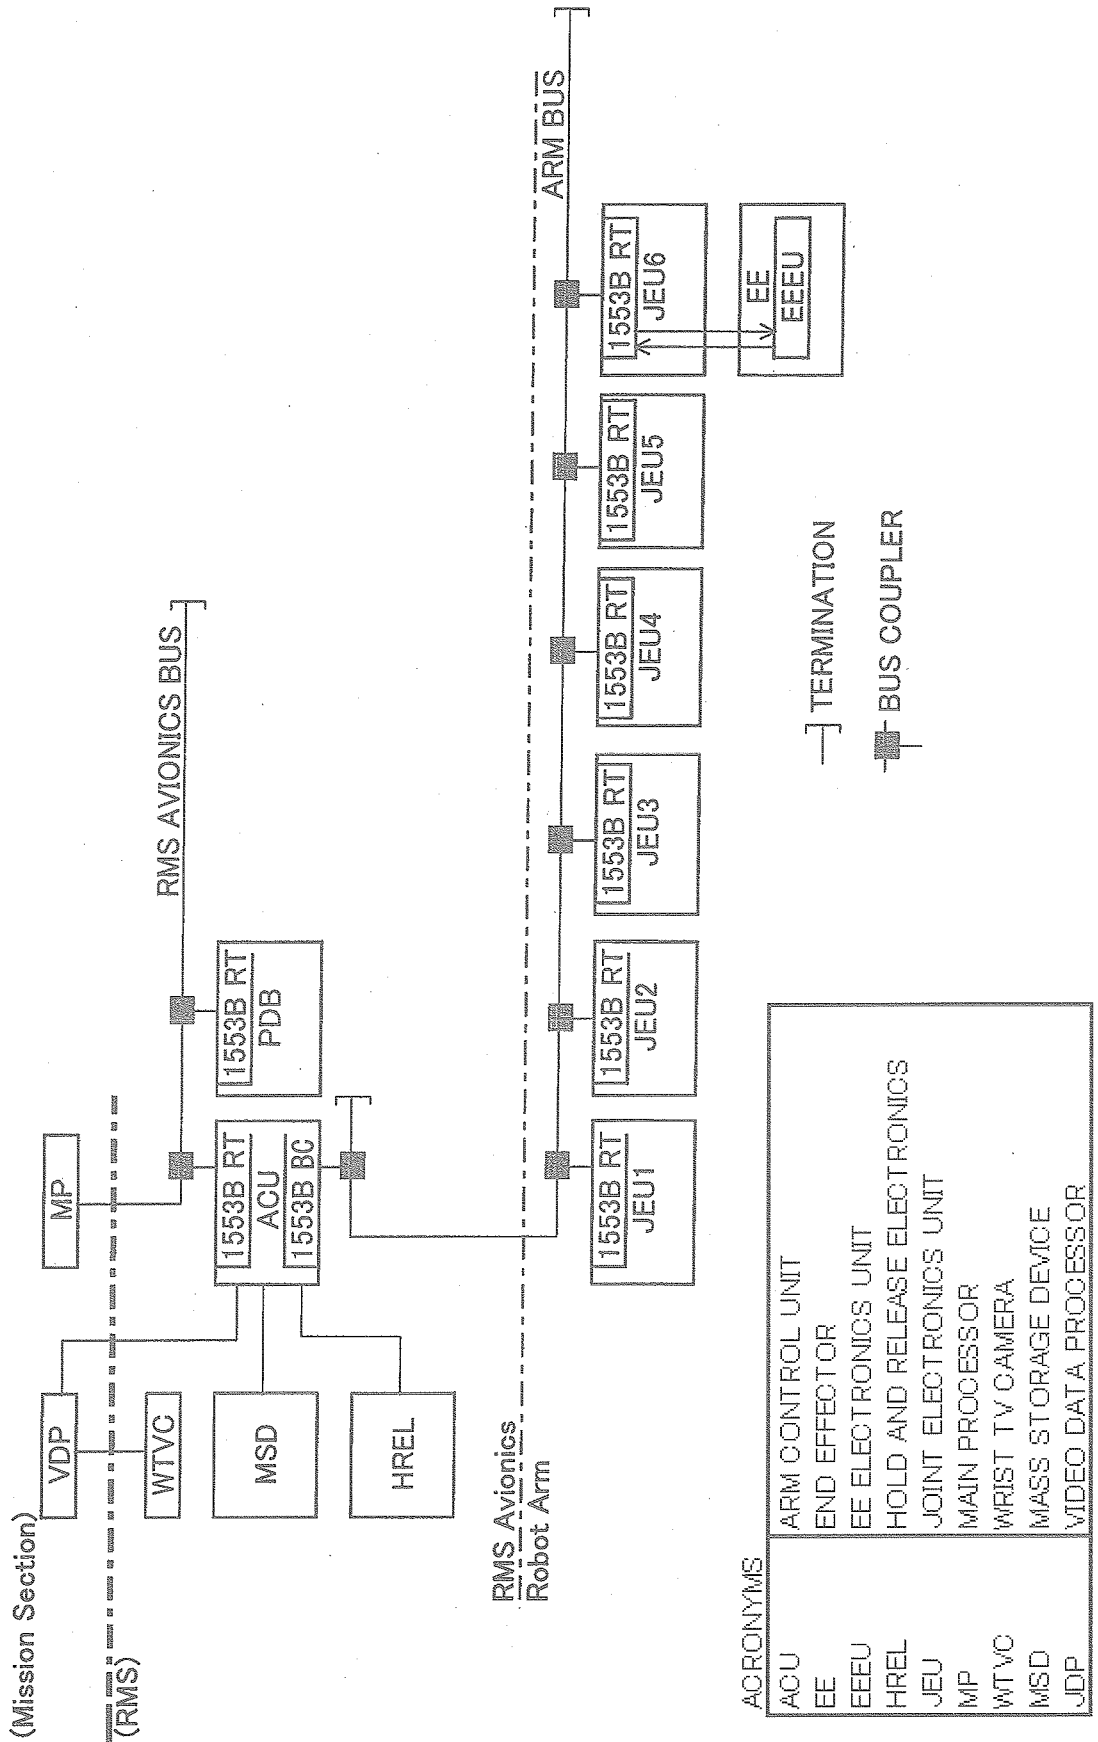 (Mission Section)
(RMS)
VDP
MP
WTVC
MSD
HREL
1553B RT
ACU
1553B BC
1553B RT
PDB
RMS AVIONICS BUS
RMS Avionics
Robot Arm
ARM BUS
1553B RT
JEU1
1553B RT
JEU2
1553B RT
JEU3
1553B RT
JEU4
1553B RT
JEU5
1553B RT
JEU6
EE
EEEU
TERMINATION
BUS COUPLER
ACRONYMS
ACU ARM CONTROL UNIT
EE END EFFECTOR
EEEU EE ELECTRONICS UNIT
HREL HOLD AND RELEASE ELECTRONICS
JEU JOINT ELECTRONICS UNIT
MP MAIN PROCESSOR
WTVC WRIST TV CAMERA
MSD MASS STORAGE DEVICE
JDP VIDEO DATA PROCESSOR